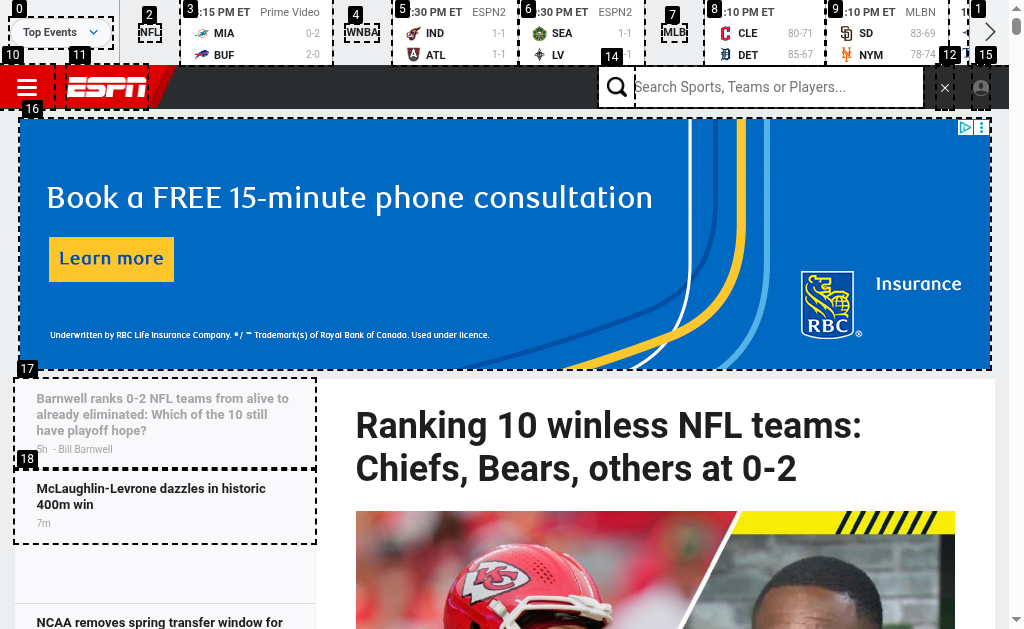 0
2
3
:15 PM ET
Prime Video
4
5
:30 PM ET
ESPN2
6
:30 PM ET
ESPN2
7
8
:10 PM ET
9
:10 PM ET
MLBN
1
Top Events
NFL
MIA
0-2
BUF
2-0
WNBA
IND
1-1
ATL
1-1
SEA
1-1
LV
MLB
CLE
80-71
DET
85-67
SD
83-69
NYM
78-74
10
11
14
12
15
ESPN
Search Sports, Teams or Players...
16
Book a FREE 15-minute phone consultation
Learn more
Underwritten by RBC Life Insurance Company. ® / ™ Trademark(s) of Royal Bank of Canada. Used under licence.
RBC
®
Insurance
17
Barnwell ranks 0-2 NFL teams from alive to
already eliminated: Which of the 10 still
have playoff hope?
h - Bill Barnwell
18
McLaughlin-Levrone dazzles in historic
400m win
7m
NCAA removes spring transfer window for
Ranking 10 winless NFL teams:
Chiefs, Bears, others at 0-2
KC